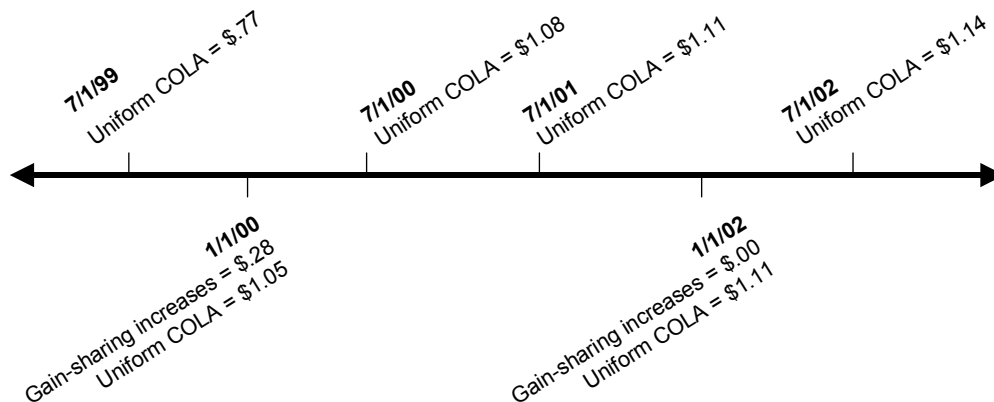 7/1/99
Uniform COLA = $.77
7/1/00
Uniform COLA = $1.08
7/1/01
Uniform COLA = $1.11
7/1/02
Uniform COLA = $1.14
1/1/00
Gain-sharing increases = $.28
Uniform COLA = $1.05
1/1/02
Gain-sharing increases = $.00
Uniform COLA = $1.11